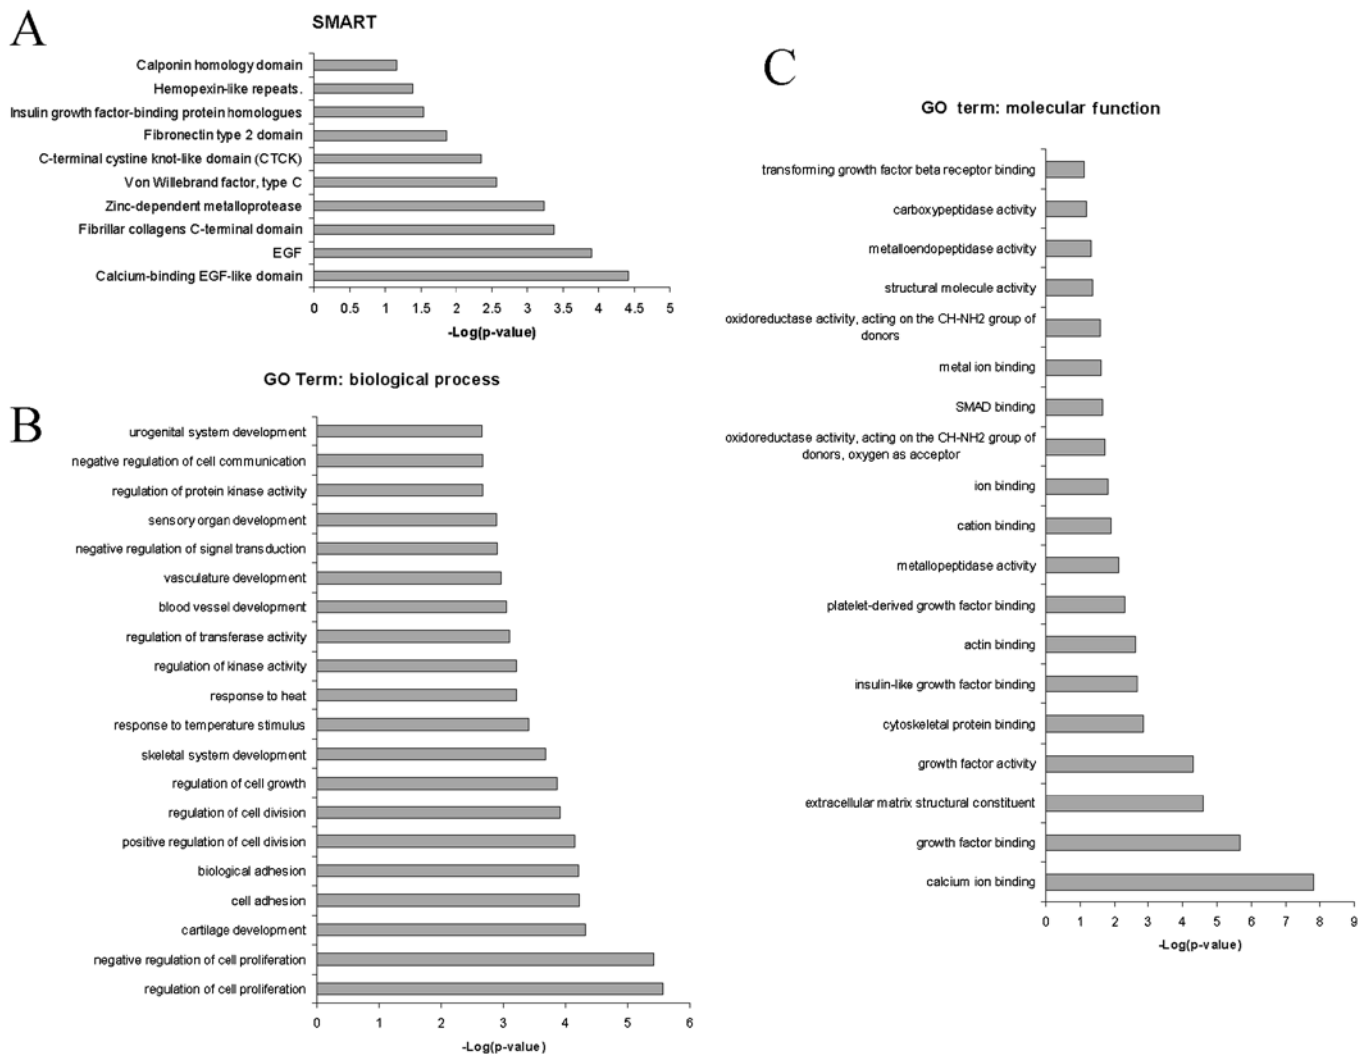 A
SMART
Calponin homology domain
Hemopexin-like repeats.
Insulin growth factor-binding protein homologues
Fibronectin type 2 domain
C-terminal cystine knot-like domain (CTCK)
Von Willebrand factor, type C
Zinc-dependent metalloprotease
Fibrillar collagens C-terminal domain
EGF
Calcium-binding EGF-like domain
0 0.5 1 1.5 2 2.5 3 3.5 4 4.5 5
-Log(p-value)
GO Term: biological process
B
urogenital system development
negative regulation of cell communication
regulation of protein kinase activity
sensory organ development
negative regulation of signal transduction
vasculature development
blood vessel development
regulation of transferase activity
regulation of kinase activity
response to heat
response to temperature stimulus
skeletal system development
regulation of cell growth
regulation of cell division
positive regulation of cell division
biological adhesion
cell adhesion
cartilage development
negative regulation of cell proliferation
regulation of cell proliferation
0 1 2 3 4 5 6
-Log(p-value)
C
GO term: molecular function
transforming growth factor beta receptor binding
carboxypeptidase activity
metalloendopeptidase activity
structural molecule activity
oxidoreductase activity, acting on the CH-NH2 group of
donors
metal ion binding
SMAD binding
oxidoreductase activity, acting on the CH-NH2 group of
donors, oxygen as acceptor
ion binding
cation binding
metallopeptidase activity
platelet-derived growth factor binding
actin binding
insulin-like growth factor binding
cytoskeletal protein binding
growth factor activity
extracellular matrix structural constituent
growth factor binding
calcium ion binding
0 1 2 3 4 5 6 7 8 9
-Log(p-value)